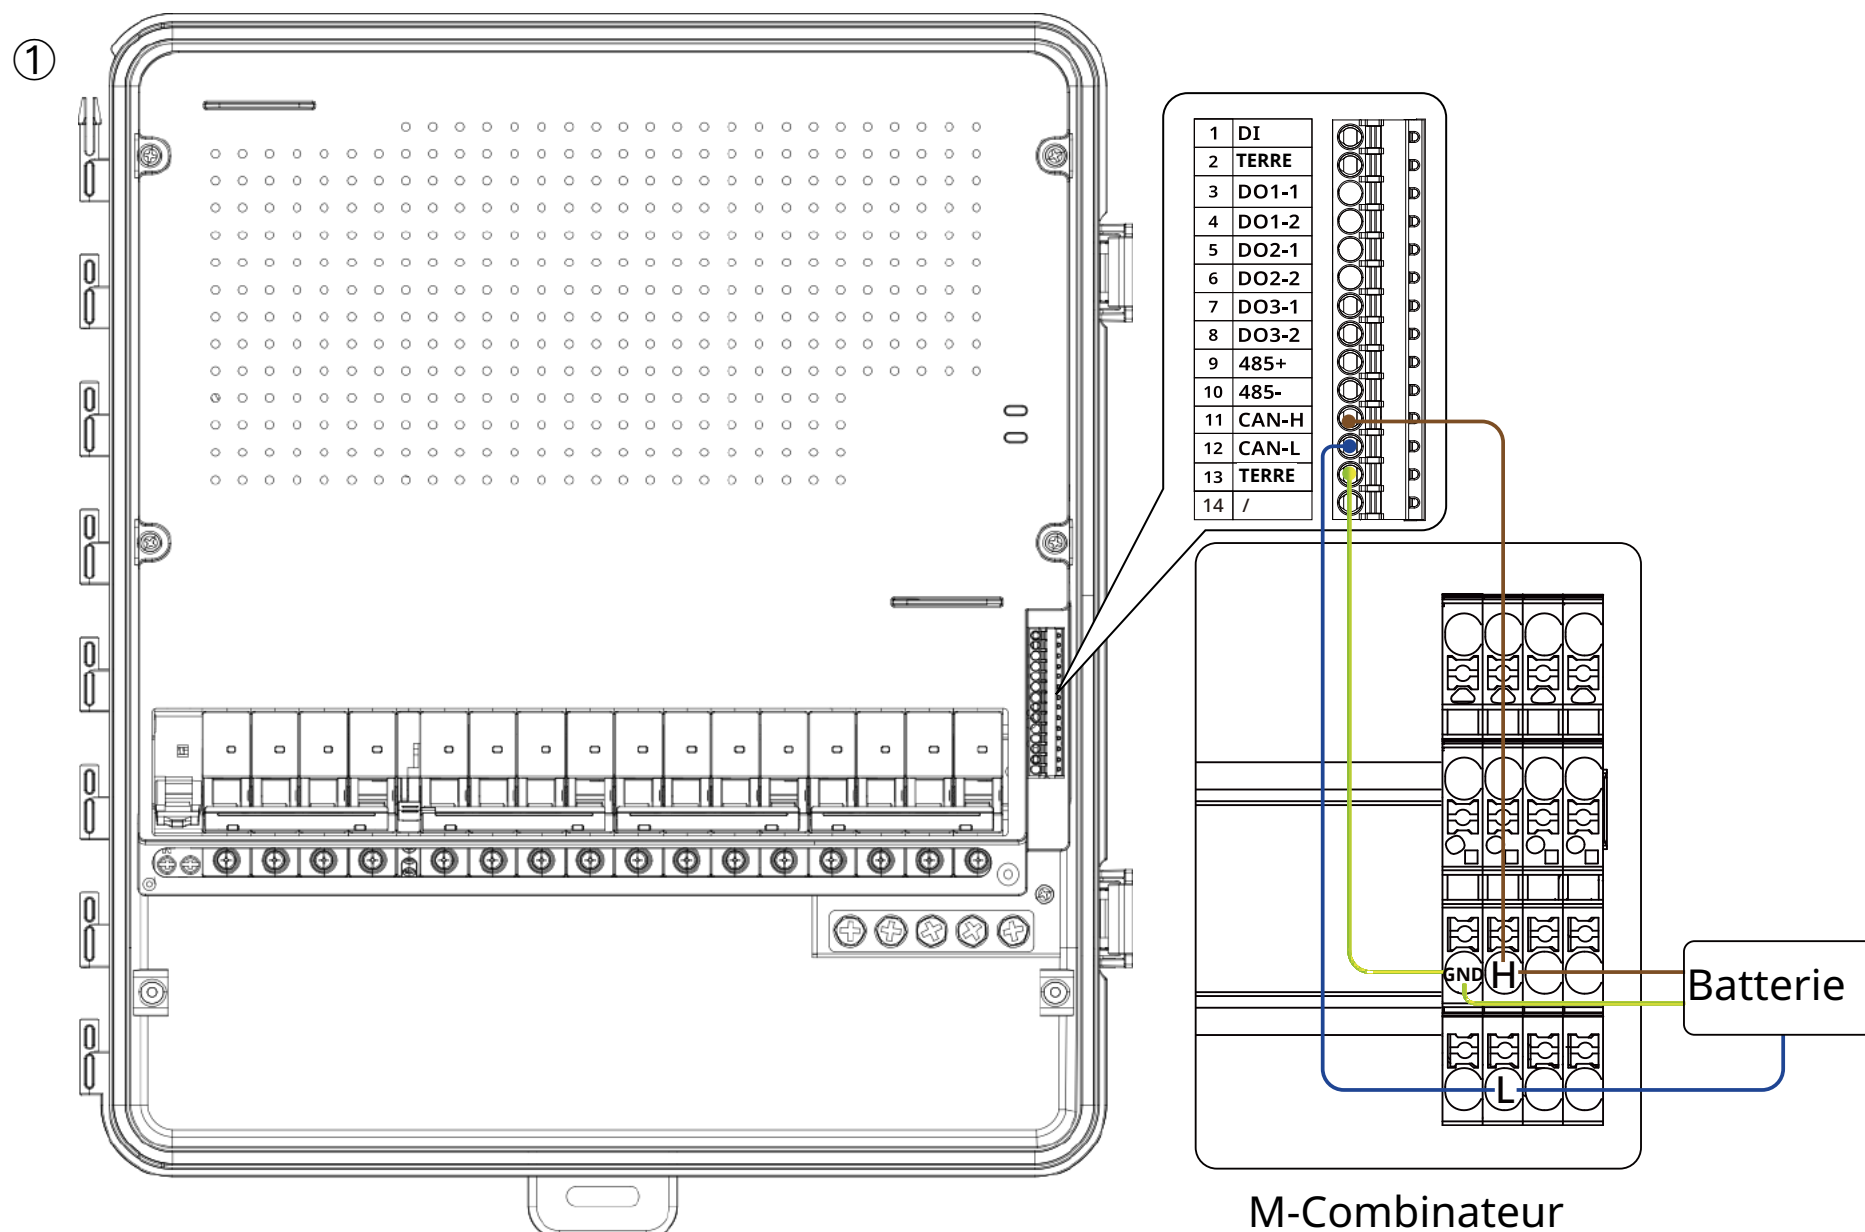 ①
1 DI
2 TERRE
3 DO1-1
4 DO1-2
5 DO2-1
6 DO2-2
7 DO3-1
8 DO3-2
9 485+
10 485-
11 CAN-H
12 CAN-L
13 TERRE
14 /
GND H
Batterie
L
M-Combinateur